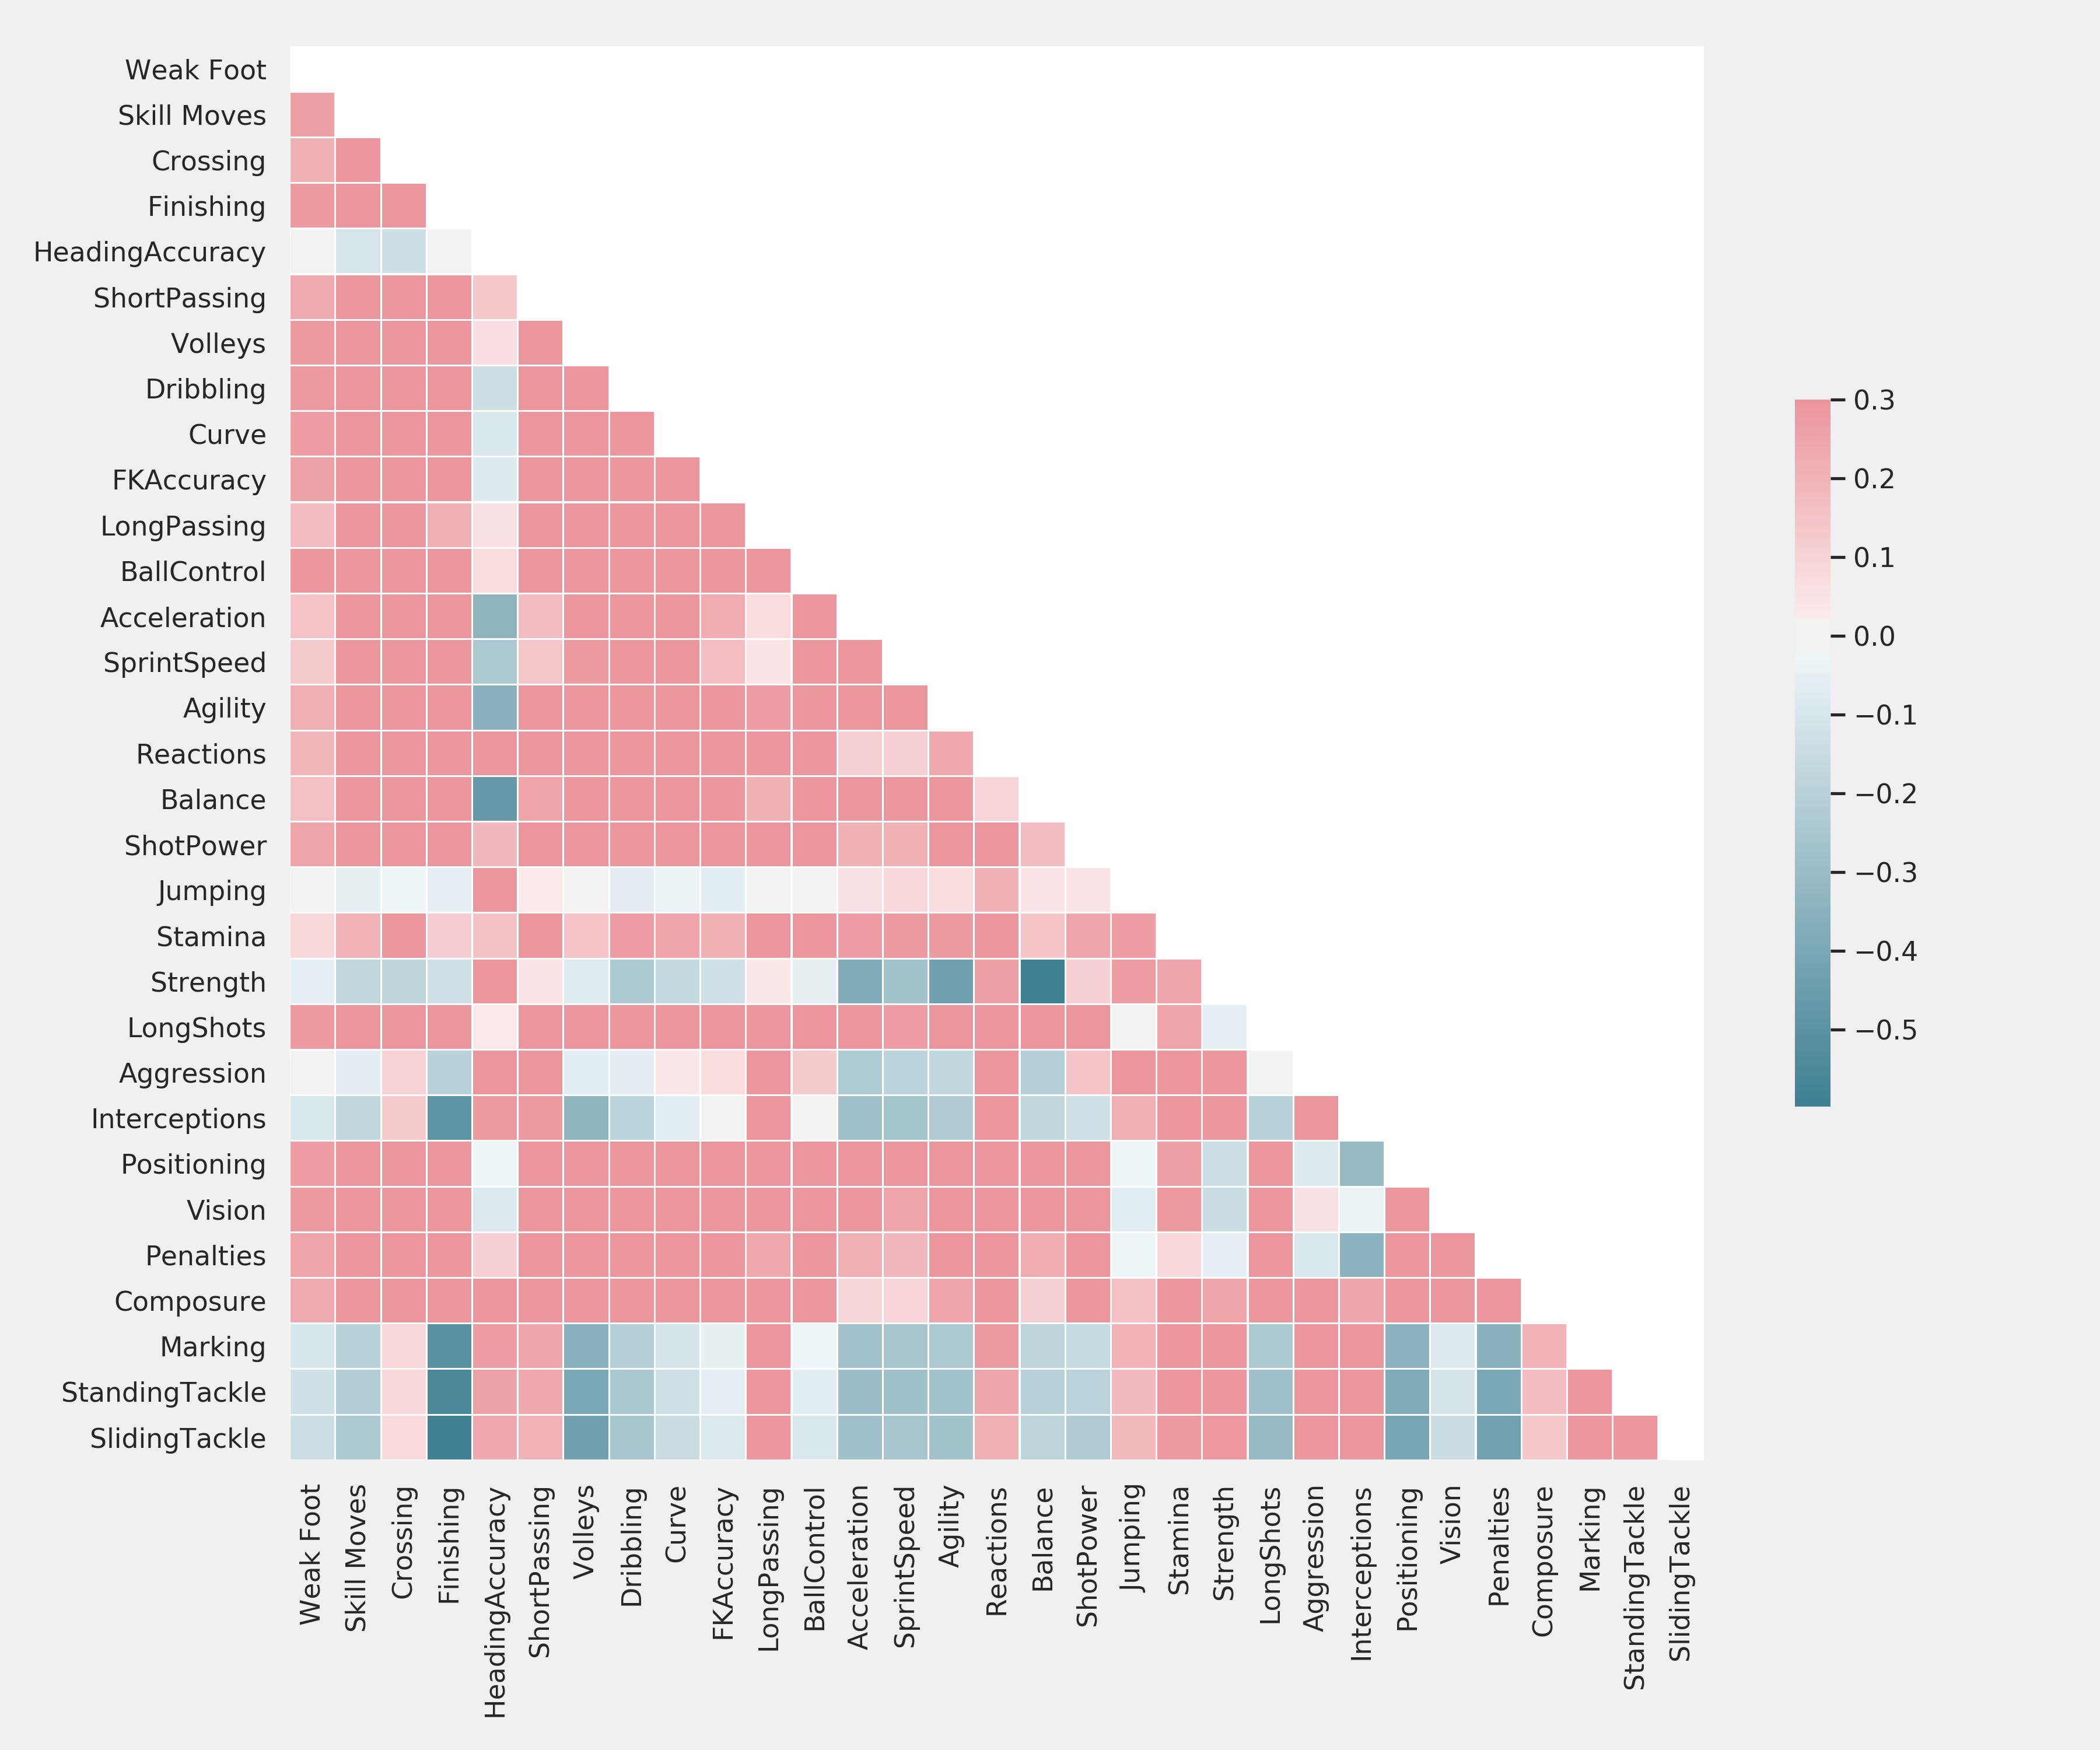 Weak Foot
Skill Moves
Crossing
Finishing
HeadingAccuracy
ShortPassing
Volleys
Dribbling
Curve
FKAccuracy
LongPassing
BallControl
Acceleration
SprintSpeed
Agility
Reactions
Balance
ShotPower
Jumping
Stamina
Strength
LongShots
Aggression
Interceptions
Positioning
Vision
Penalties
Composure
Marking
StandingTackle
SlidingTackle
Weak Foot
Skill Moves
Crossing
Finishing
HeadingAccuracy
ShortPassing
Volleys
Dribbling
Curve
FKAccuracy
LongPassing
BallControl
Acceleration
SprintSpeed
Agility
Reactions
Balance
ShotPower
Jumping
Stamina
Strength
LongShots
Aggression
Interceptions
Positioning
Vision
Penalties
Composure
Marking
StandingTackle
SlidingTackle
0.3
0.2
0.1
0.0
−0.1
−0.2
−0.3
−0.4
−0.5